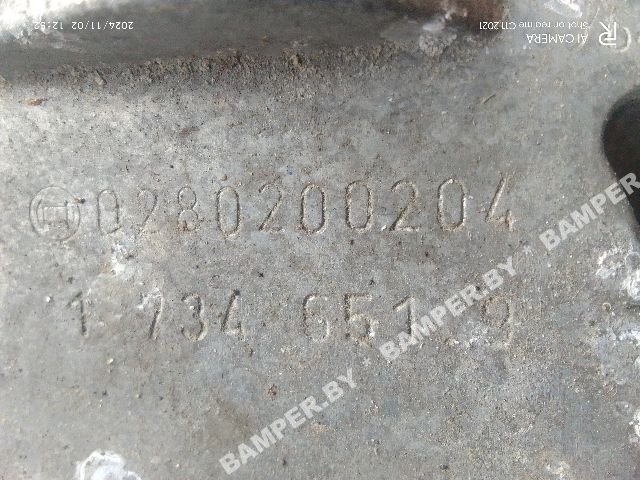 2024/11/02 12:52
AI CAMERA
Shot on realme C11 2021
0280200204
1 734 651.9
BAMPER.BY * BAMPER.BY * BAMPER.BY